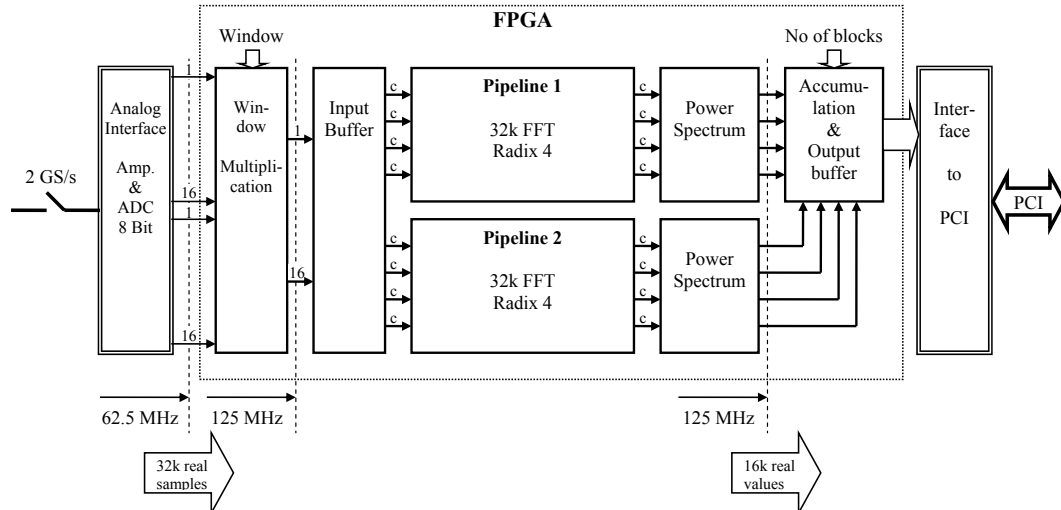 FPGA
Window
No of blocks
2 GS/s
Analog
Interface
Amp.
&
ADC
8 Bit
1
16
1
16
Win-
dow
Multipli-
cation
1
16
Input
Buffer
c
c
c
c
Pipeline 1
32k FFT
Radix 4
c
c
c
c
Power
Spectrum
c
c
c
c
Pipeline 2
32k FFT
Radix 4
c
c
c
c
Power
Spectrum
Accumu-
lation
&
Output
buffer
Inter-
face
to
PCI
PCI
62.5 MHz
125 MHz
125 MHz
32k real
samples
16k real
values